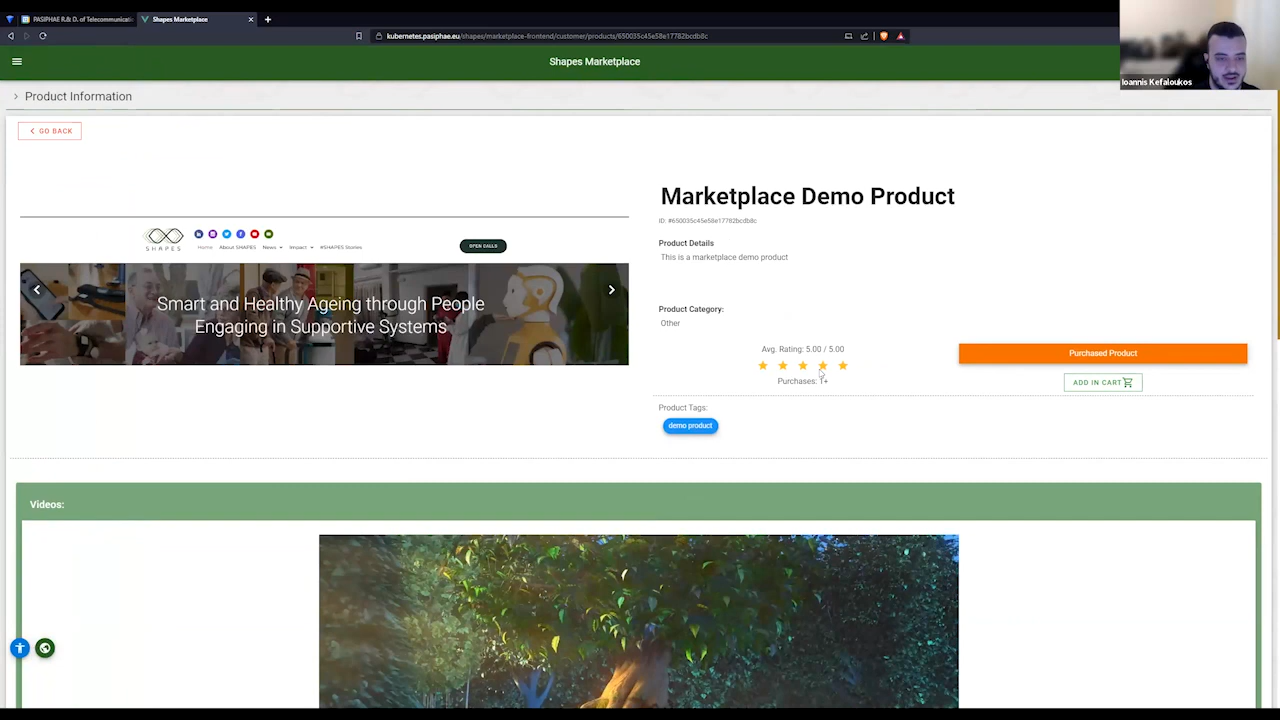 PASIPHAE R.& D. of Telecommunicati
Shapes Marketplace
kubernetes.pasiphae.eu/shapes/marketplace-frontend/customer/products/650035c45e58e17782bcdb8c
Shapes Marketplace
Ioannis Kefaloukos
Product Information
GO BACK
Marketplace Demo Product
ID: #650035c45e58e17782bcdb8c
SHAPES
Home About SHAPES News Impact #SHAPES Stories
OPEN CALLS
Product Details
This is a marketplace demo product
Smart and Healthy Ageing through People
Engaging in Supportive Systems
Product Category:
Other
Avg. Rating: 5.00 / 5.00
Purchased Product
Purchases: 1+
ADD IN CART
Product Tags:
demo product
Videos: